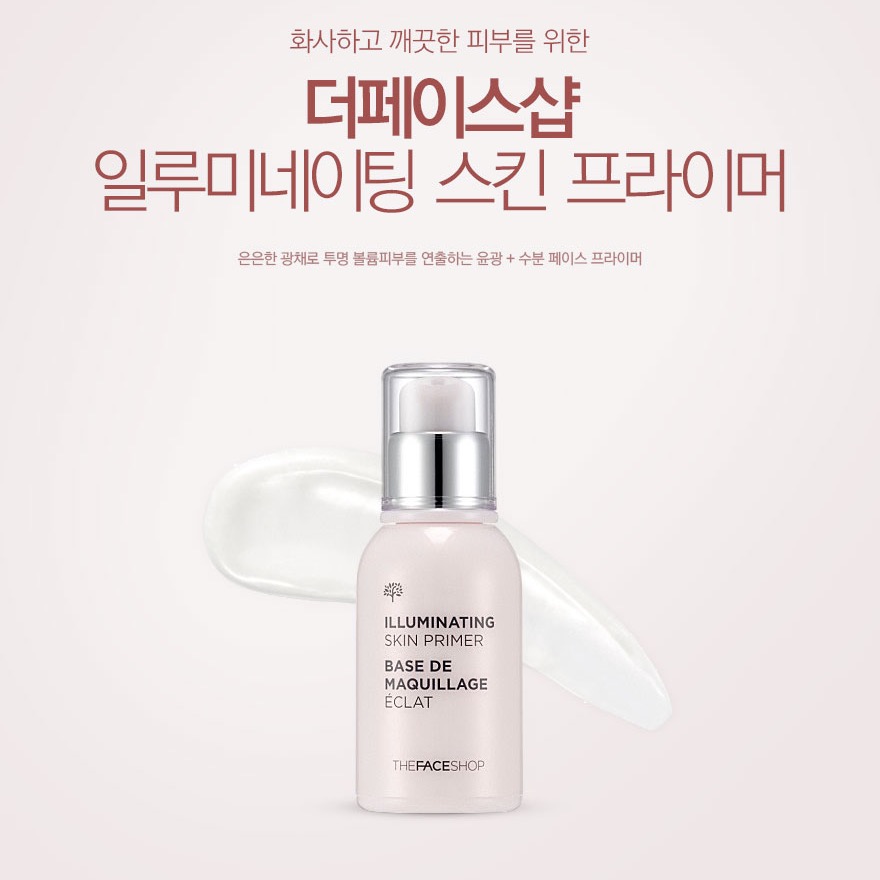 화사하고 깨끗한 피부를 위한
더페이스샵
일루미네이팅 스킨 프라이머
은은한 광채로 투명 볼륨피부를 연출하는 윤광 + 수분 페이스 프라이머
ILLUMINATING
SKIN PRIMER
BASE DE
MAQUILLAGE
ÉCLAT
THEFACESHOP